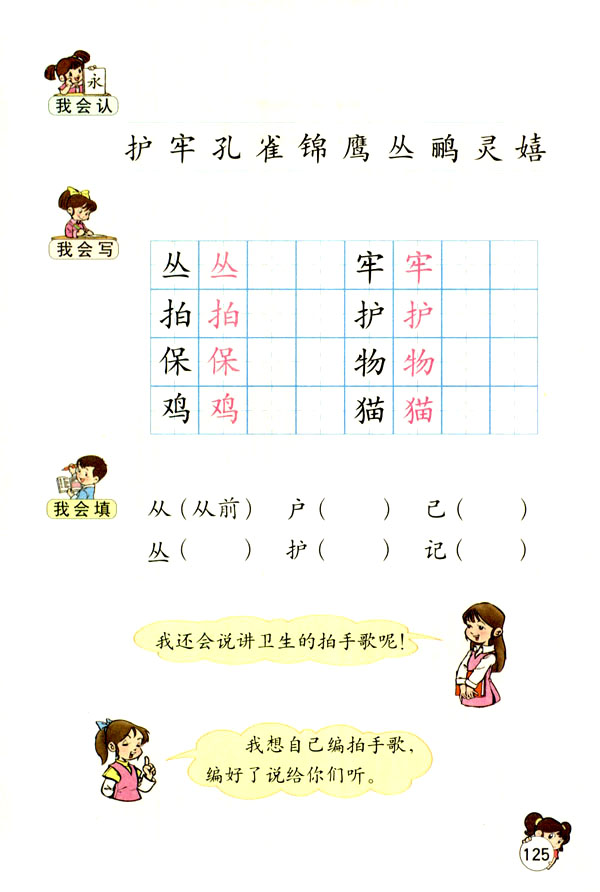 永
我会认
护 牢 孔 雀 锦 鹰 丛 鹂 灵 嬉
我会写
丛 丛 牢 牢
拍 拍 护 护
保 保 物 物
鸡 鸡 猫 猫
我会填
从（从前） 户（ ） 己（ ）
丛（ ） 护（ ） 记（ ）
我还会说讲卫生的拍手歌呢！
我想自己编拍手歌，
编好了说给你们听。
125